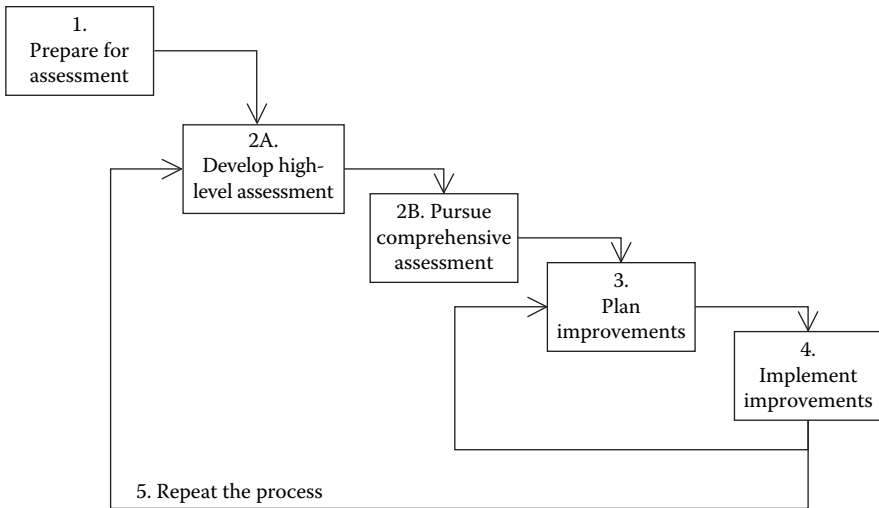 1.
Prepare for
assessment
2A.
Develop high-
level assessment
2B. Pursue
comprehensive
assessment
3.
Plan
improvements
4.
Implement
improvements
5. Repeat the process